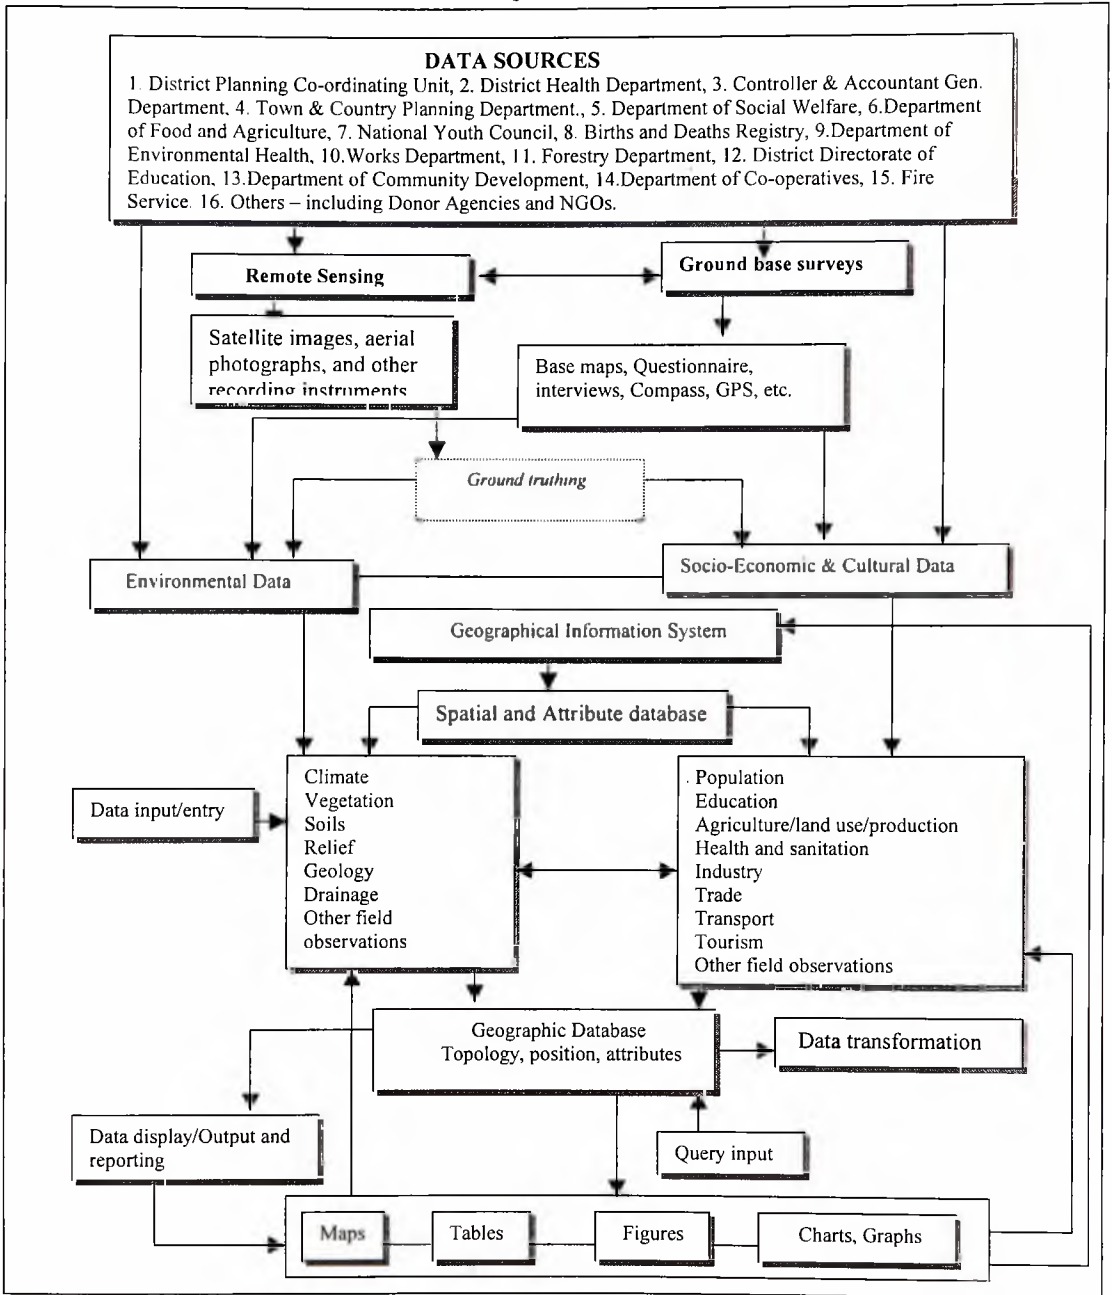 DATA SOURCES
1. District Planning Co-ordinating Unit, 2. District Health Department, 3. Controller & Accountant Gen.
Department, 4. Town & Country Planning Department., 5. Department of Social Welfare, 6.Department
of Food and Agriculture, 7. National Youth Council, 8. Births and Deaths Registry, 9.Department of
Environmental Health, 10.Works Department, 11. Forestry Department, 12. District Directorate of
Education, 13.Department of Community Development, 14.Department of Co-operatives, 15. Fire
Service. 16. Others – including Donor Agencies and NGOs.
Remote Sensing
Ground base surveys
Satellite images, aerial
photographs, and other
recording instruments
Base maps, Questionnaire,
interviews, Compass, GPS, etc.
Ground truthing
Environmental Data
Socio-Economic & Cultural Data
Geographical Information System
Spatial and Attribute database
Data input/entry
Climate
Vegetation
Soils
Relief
Geology
Drainage
Other field
observations
Population
Education
Agriculture/land use/production
Health and sanitation
Industry
Trade
Transport
Tourism
Other field observations
Geographic Database
Topology, position, attributes
Data transformation
Data display/Output and
reporting
Query input
Maps
Tables
Figures
Charts, Graphs